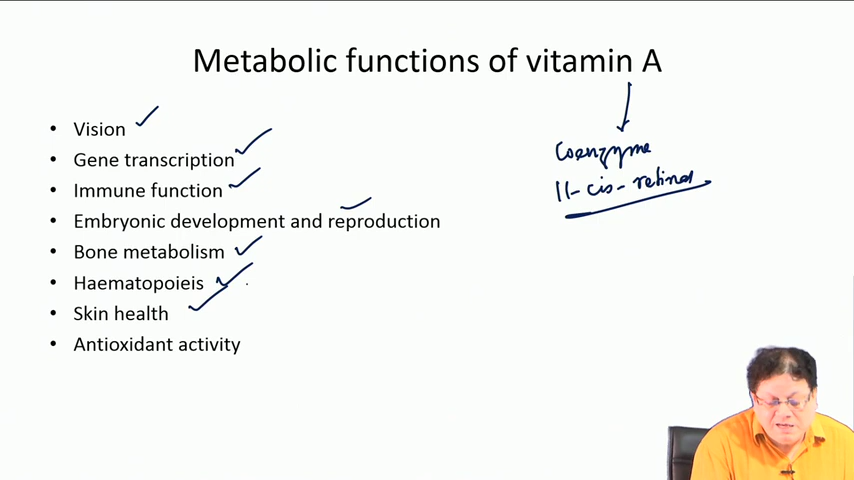 Metabolic functions of vitamin A
• Vision
• Gene transcription
• Immune function
• Embryonic development and reproduction
• Bone metabolism
• Haematopoieis
• Skin health
• Antioxidant activity
Coenzyme
11-cis-retinal